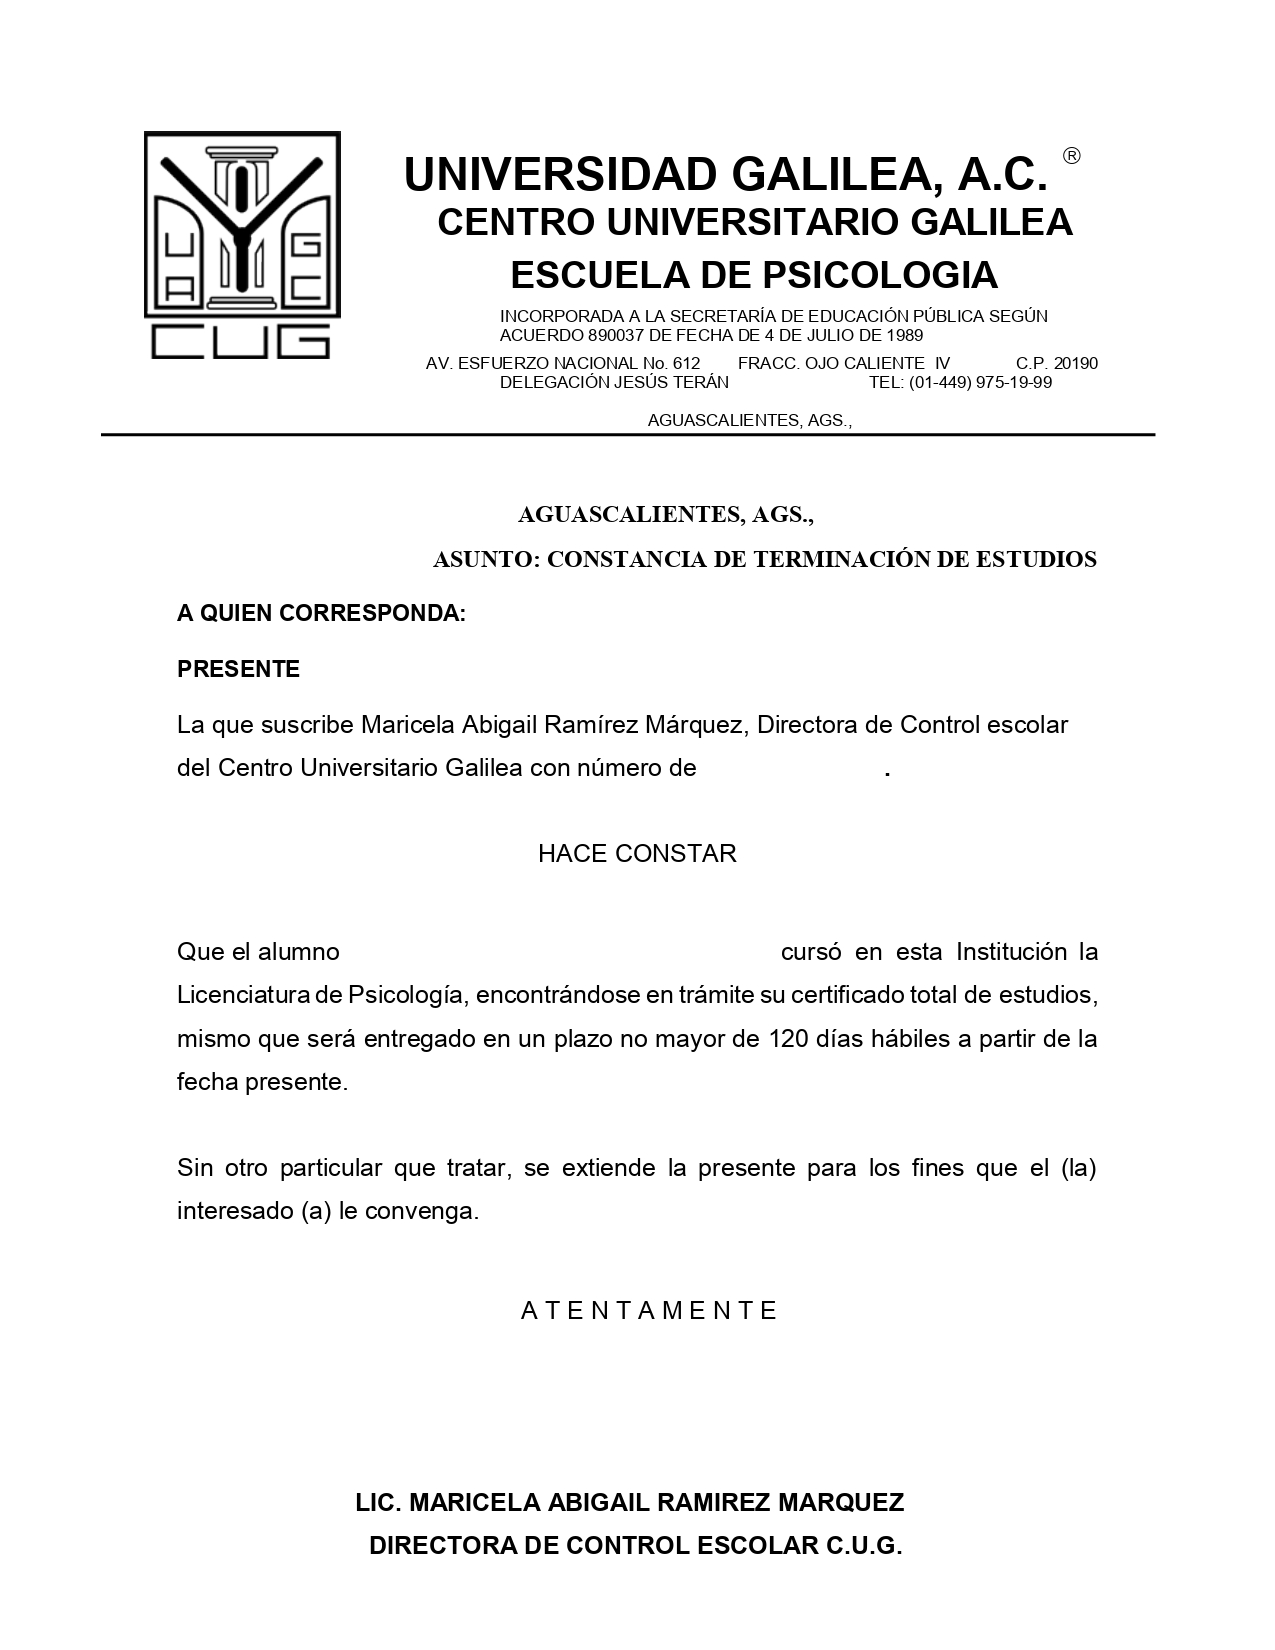 UNIVERSIDAD GALILEA, A.C. ®
CENTRO UNIVERSITARIO GALILEA
ESCUELA DE PSICOLOGIA
INCORPORADA A LA SECRETARÍA DE EDUCACIÓN PÚBLICA SEGÚN
ACUERDO 890037 DE FECHA DE 4 DE JULIO DE 1989
AV. ESFUERZO NACIONAL No. 612 FRACC. OJO CALIENTE IV C.P. 20190
DELEGACIÓN JESÚS TERÁN TEL: (01-449) 975-19-99
AGUASCALIENTES, AGS.,
U G
A C
CUG
AGUASCALIENTES, AGS.,
ASUNTO: CONSTANCIA DE TERMINACIÓN DE ESTUDIOS
A QUIEN CORRESPONDA:
PRESENTE
La que suscribe Maricela Abigail Ramírez Márquez, Directora de Control escolar
del Centro Universitario Galilea con número de .
HACE CONSTAR
Que el alumno cursó en esta Institución la
Licenciatura de Psicología, encontrándose en trámite su certificado total de estudios,
mismo que será entregado en un plazo no mayor de 120 días hábiles a partir de la
fecha presente.
Sin otro particular que tratar, se extiende la presente para los fines que el (la)
interesado (a) le convenga.
A T E N T A M E N T E
LIC. MARICELA ABIGAIL RAMIREZ MARQUEZ
DIRECTORA DE CONTROL ESCOLAR C.U.G.